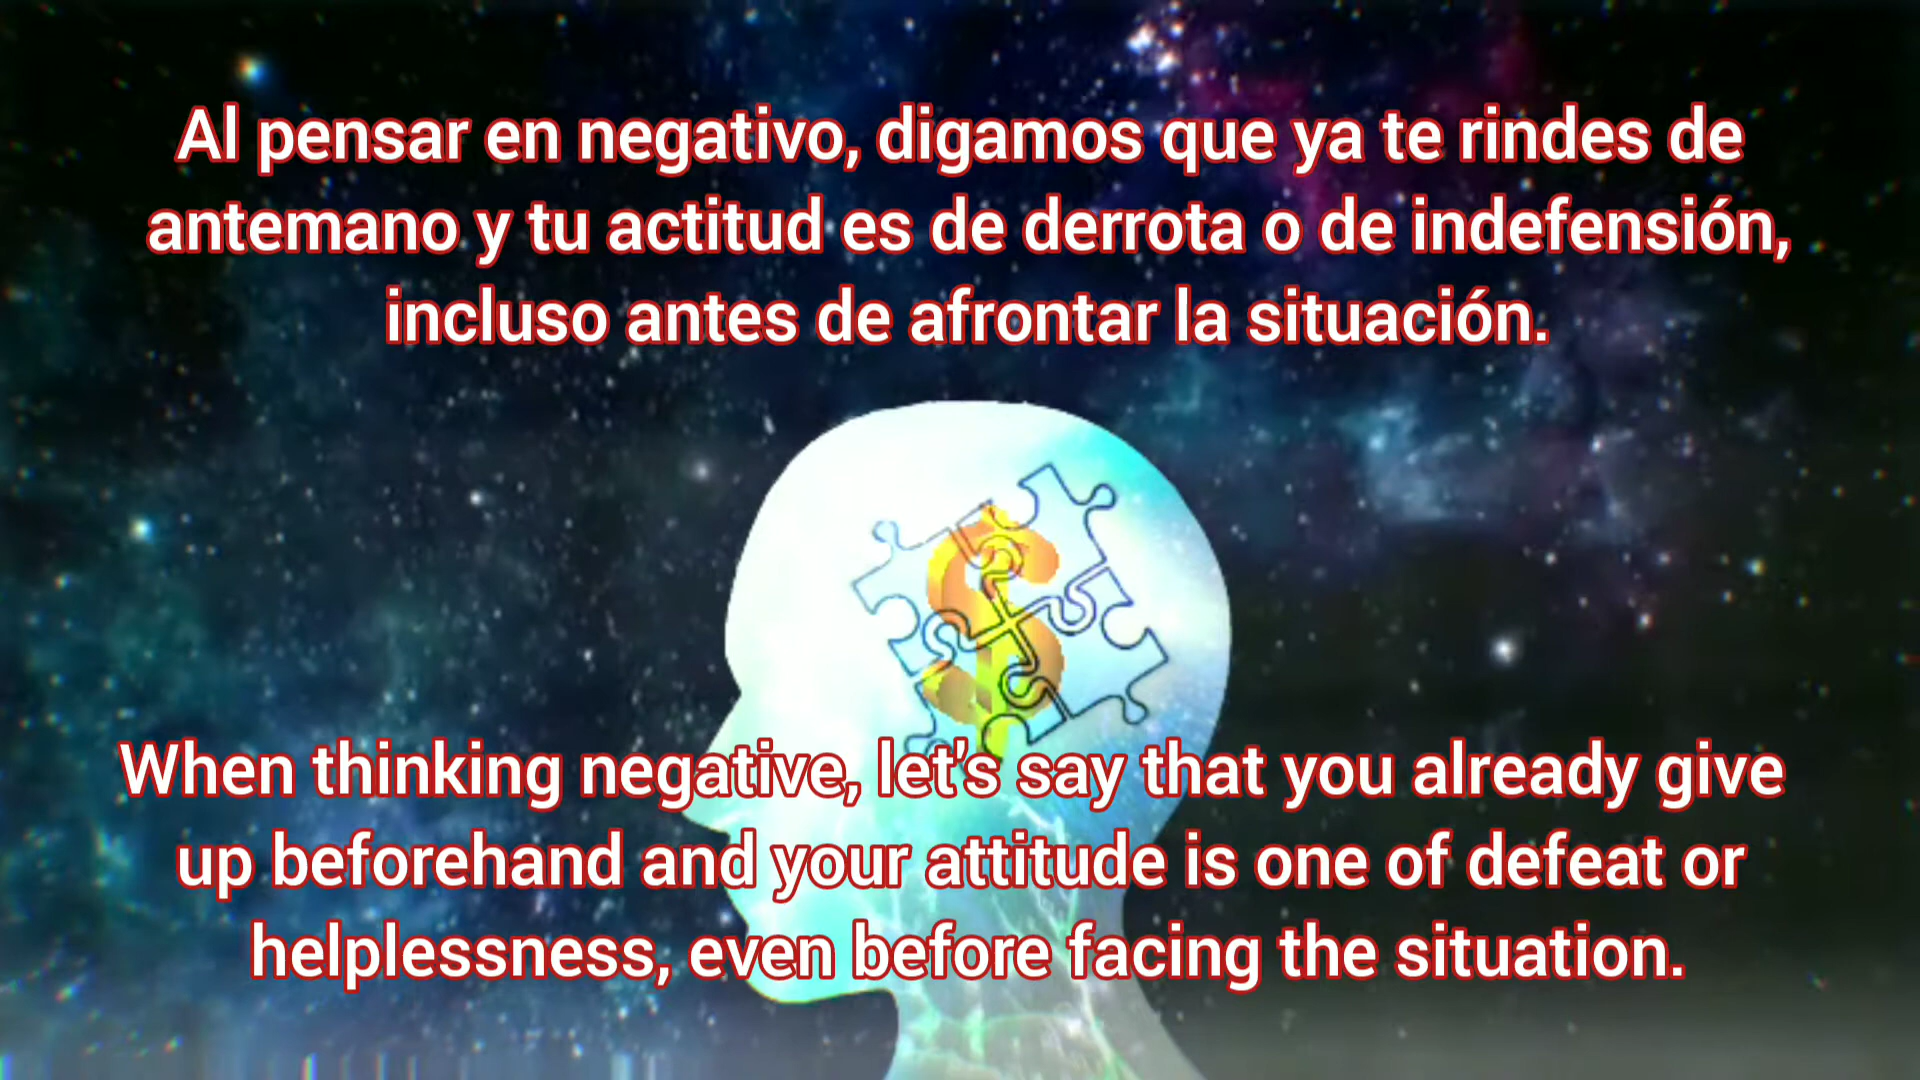 Al pensar en negativo, digamos que ya te rindes de
antemano y tu actitud es de derrota o de indefensión,
incluso antes de afrontar la situación.
When thinking negative, let's say that you already give
up beforehand and your attitude is one of defeat or
helplessness, even before facing the situation.